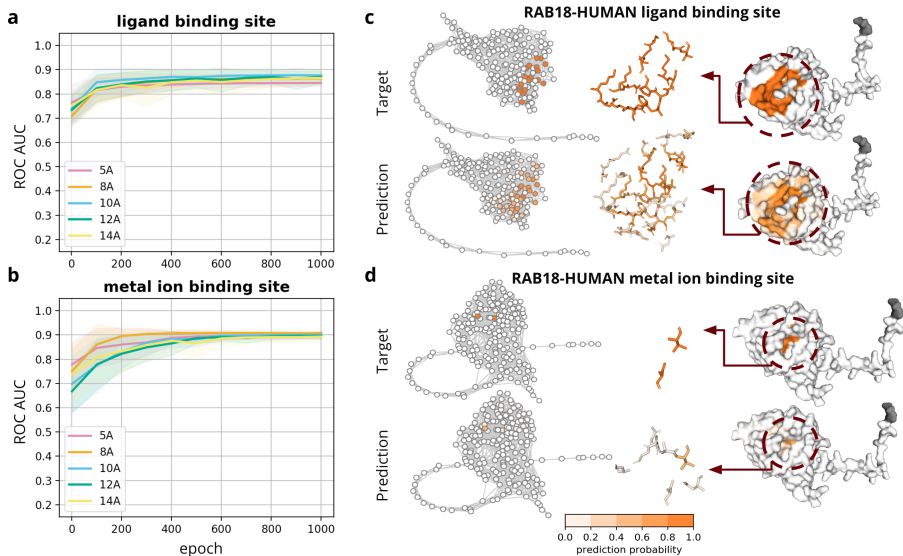 a
ligand binding site
1.0
0.9
0.8
0.7
0.6
0.5
0.4
0.3
0.2
ROC AUC
5A
8A
10A
12A
14A
0 200 400 600 800 1000
b
metal ion binding site
1.0
0.9
0.8
0.7
0.6
0.5
0.4
0.3
0.2
ROC AUC
5A
8A
10A
12A
14A
0 200 400 600 800 1000
epoch
c
RAB18-HUMAN ligand binding site
Target
Prediction
d
RAB18-HUMAN metal ion binding site
Target
Prediction
0.0 0.2 0.4 0.6 0.8 1.0
prediction probability